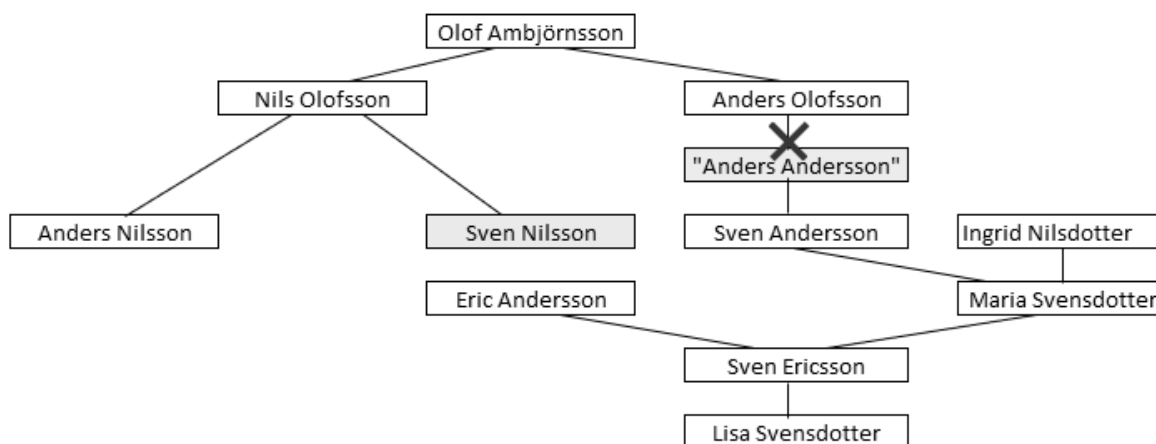 Olof Ambjörnsson
Nils Olofsson
Anders Olofsson
"Anders Andersson"
Anders Nilsson
Sven Nilsson
Sven Andersson
Ingrid Nilsdotter
Eric Andersson
Maria Svensdotter
Sven Ericsson
Lisa Svensdotter